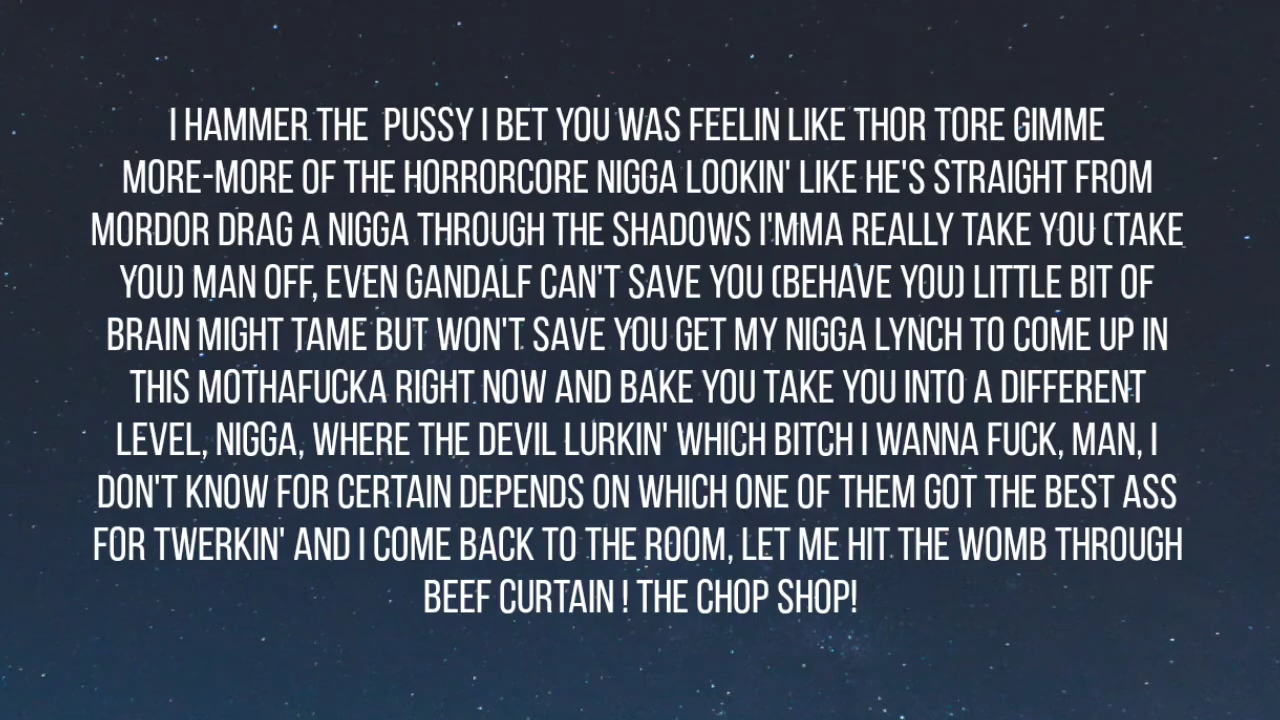 I HAMMER THE PUSSY I BET YOU WAS FEELIN LIKE THOR TORE GIMME
MORE-MORE OF THE HORRORCORE NIGGA LOOKIN' LIKE HE'S STRAIGHT FROM
MORDOR DRAG A NIGGA THROUGH THE SHADOWS I'MMA REALLY TAKE YOU (TAKE
YOU) MAN OFF, EVEN GANDALF CAN'T SAVE YOU (BEHAVE YOU) LITTLE BIT OF
BRAIN MIGHT TAME BUT WON'T SAVE YOU GET MY NIGGA LYNCH TO COME UP IN
THIS MOTHAFUCKA RIGHT NOW AND BAKE YOU TAKE YOU INTO A DIFFERENT
LEVEL, NIGGA, WHERE THE DEVIL LURKIN' WHICH BITCH I WANNA FUCK, MAN, I
DON'T KNOW FOR CERTAIN DEPENDS ON WHICH ONE OF THEM GOT THE BEST ASS
FOR TWERKIN' AND I COME BACK TO THE ROOM, LET ME HIT THE WOMB THROUGH
BEEF CURTAIN ! THE CHOP SHOP!